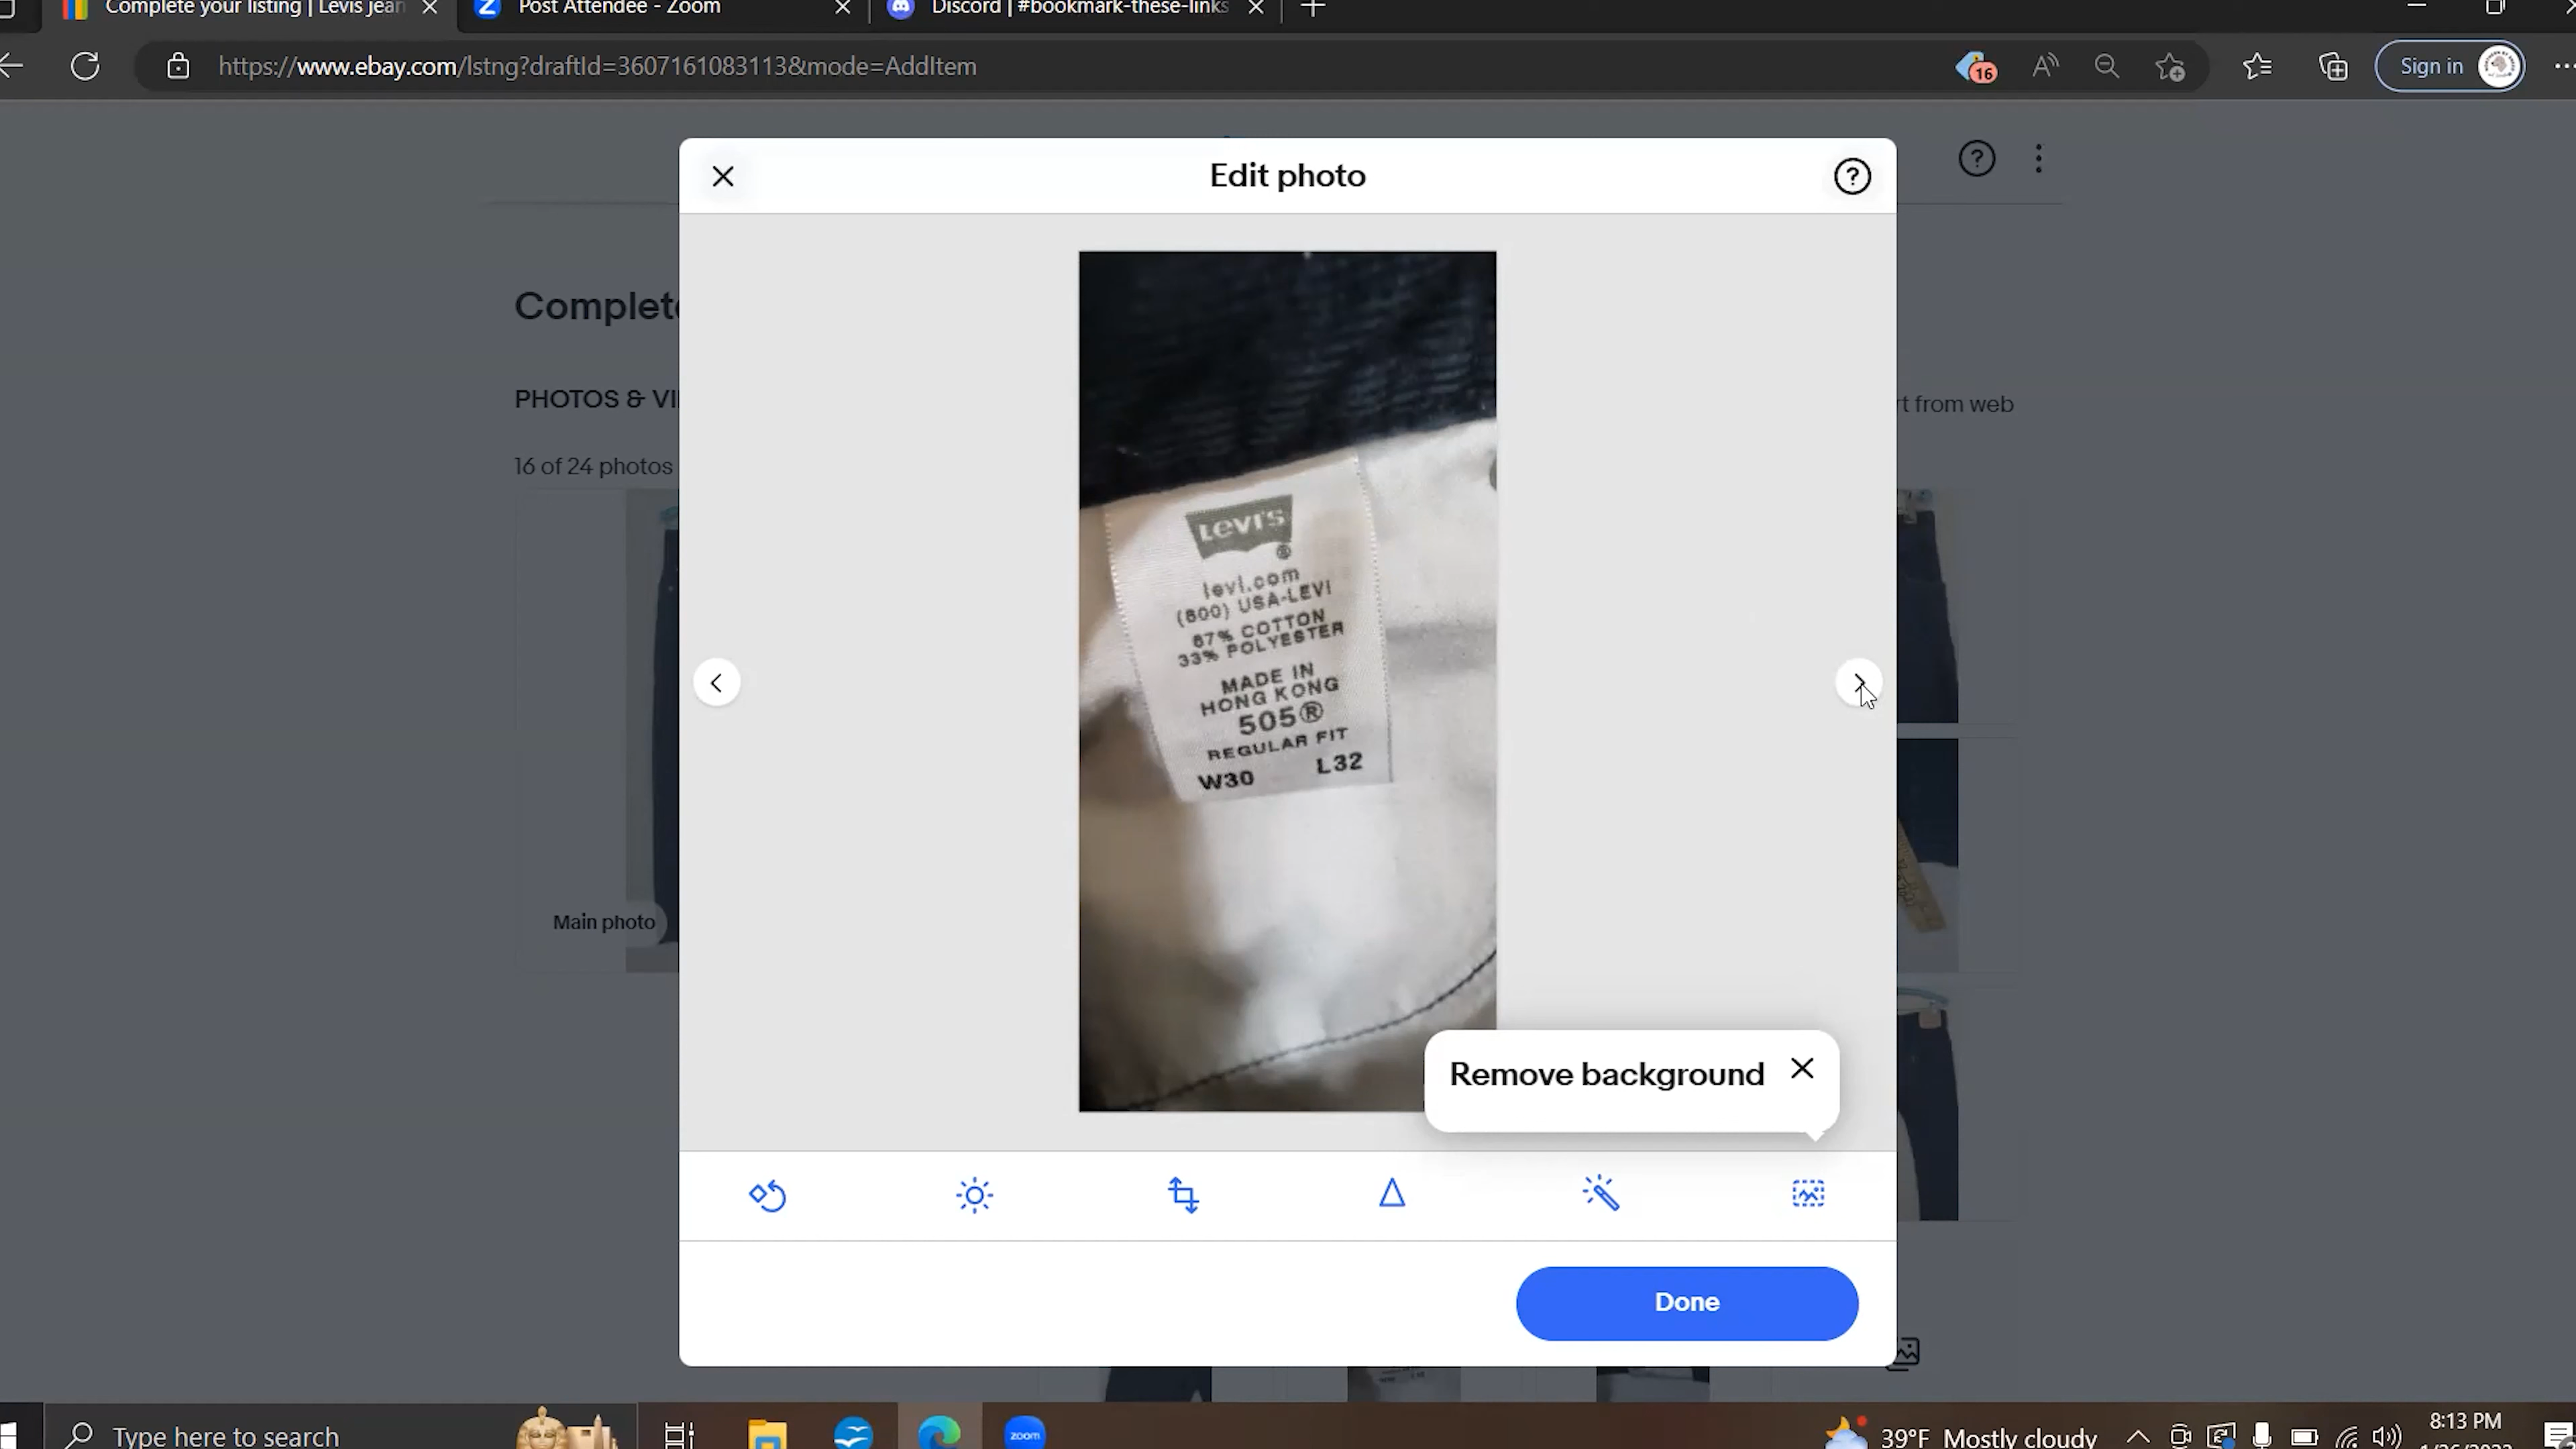 Complete your listing | Levis jean
Post Attendee - Zoom
Discord | #bookmark-these-links
https://www.ebay.com/lstng?draftId=3607161083113&mode=AddItem
16
Sign in
Edit photo
Complete
PHOTOS & VI
rt from web
16 of 24 photos
Main photo
Levi's
levi.com
(800) USA-LEVI
67% COTTON
33% POLYESTER
MADE IN
HONG KONG
505®
REGULAR FIT
W30 L32
Remove background
Done
Type here to search
zoom
39°F Mostly cloudy
8:13 PM